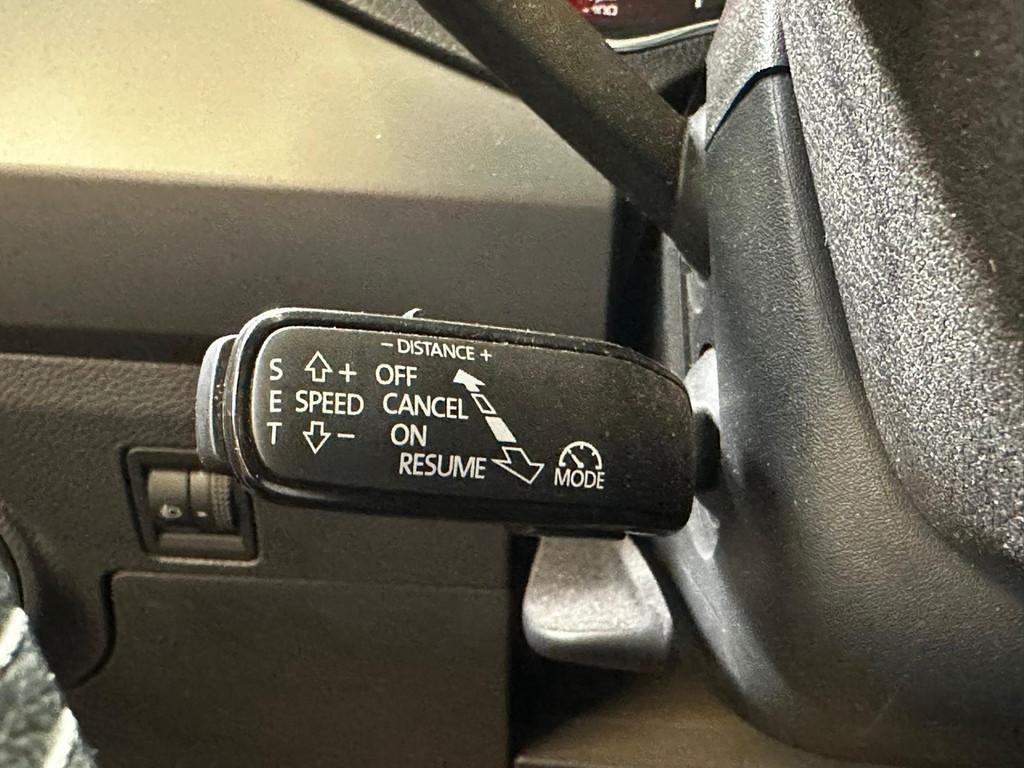 - DISTANCE +
S + OFF
E SPEED CANCEL
T - ON
RESUME
MODE